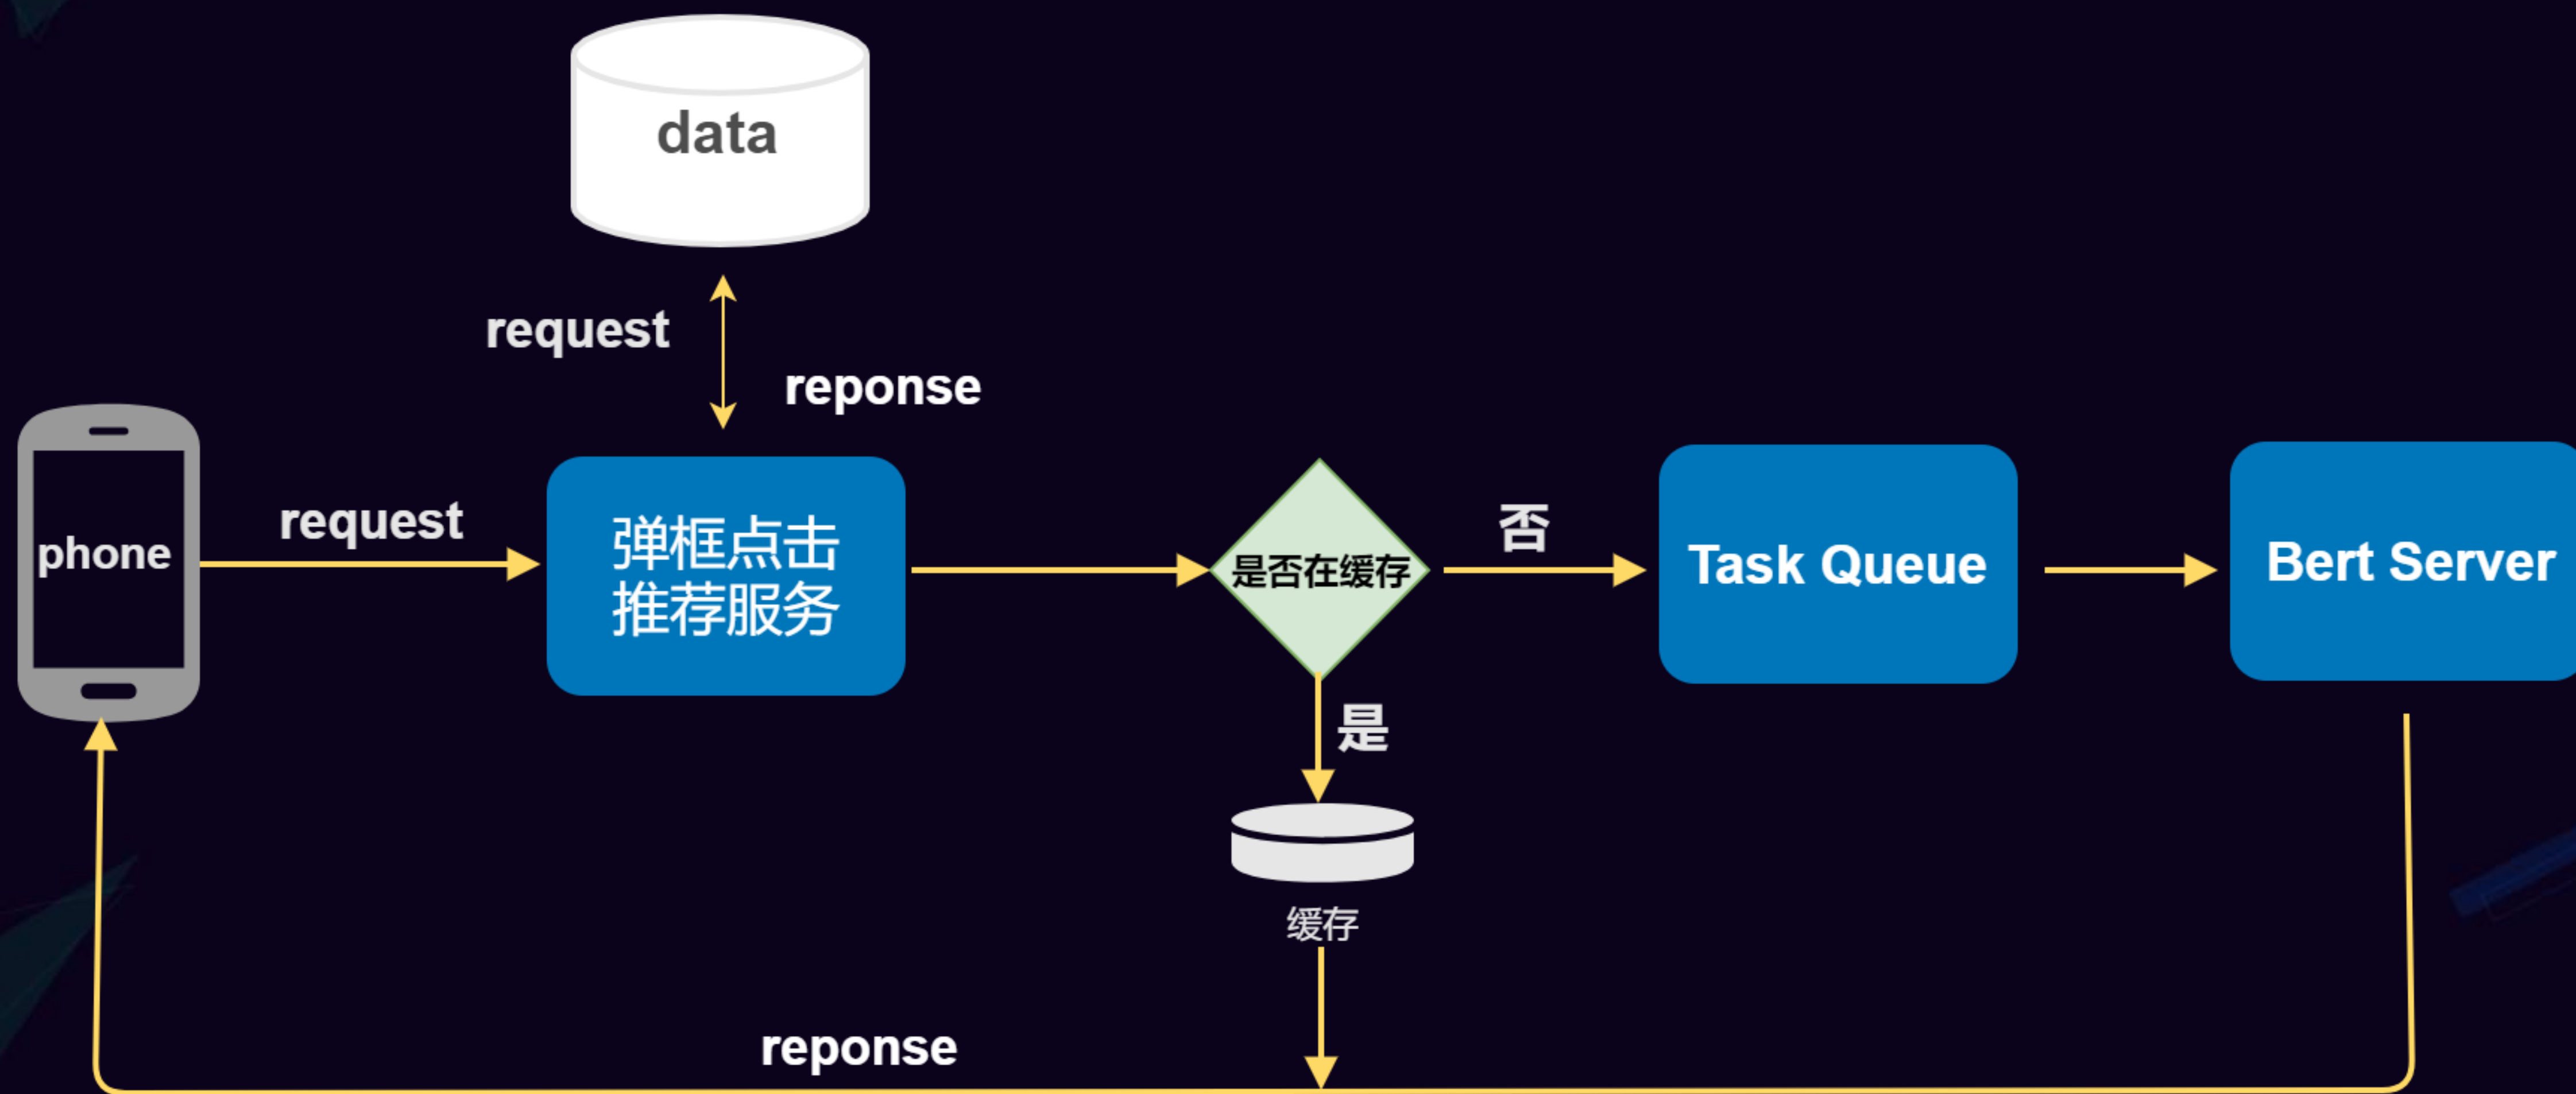 data
request
reponse
phone
request
弹框点击
推荐服务
是否在缓存
否
Task Queue
Bert Server
是
缓存
reponse